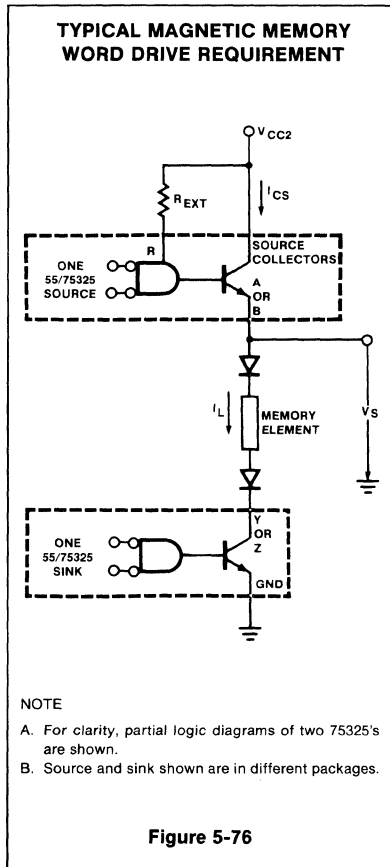 TYPICAL MAGNETIC MEMORY
WORD DRIVE REQUIREMENT
VCC2
REXT
ICS
R
SOURCE
COLLECTORS
ONE
55/75325
SOURCE
A
OR
B
IL
MEMORY
ELEMENT
VS
ONE
55/75325
SINK
Y
OR
Z
GND
NOTE
A. For clarity, partial logic diagrams of two 75325's
are shown.
B. Source and sink shown are in different packages.
Figure 5-76